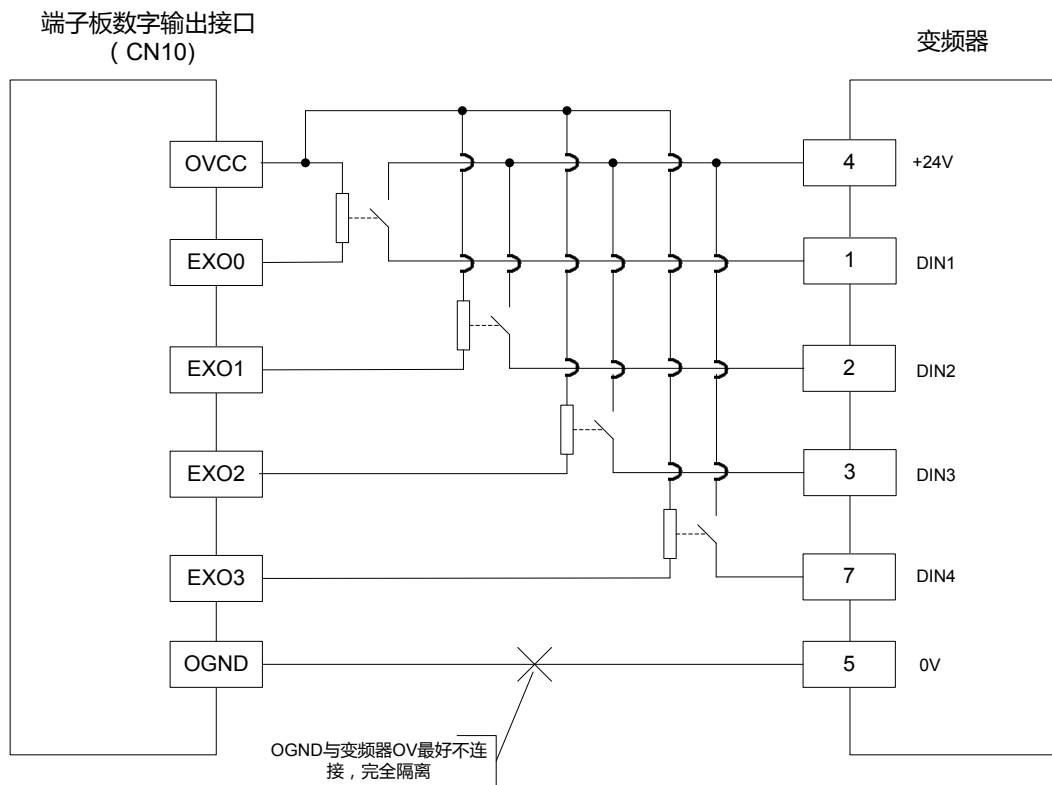 端子板数字输出接口
（CN10)
变频器
OVCC
4
+24V
EXO0
1
DIN1
EXO1
2
DIN2
EXO2
3
DIN3
EXO3
7
DIN4
OGND
5
0V
OGND与变频器OV最好不连
接，完全隔离